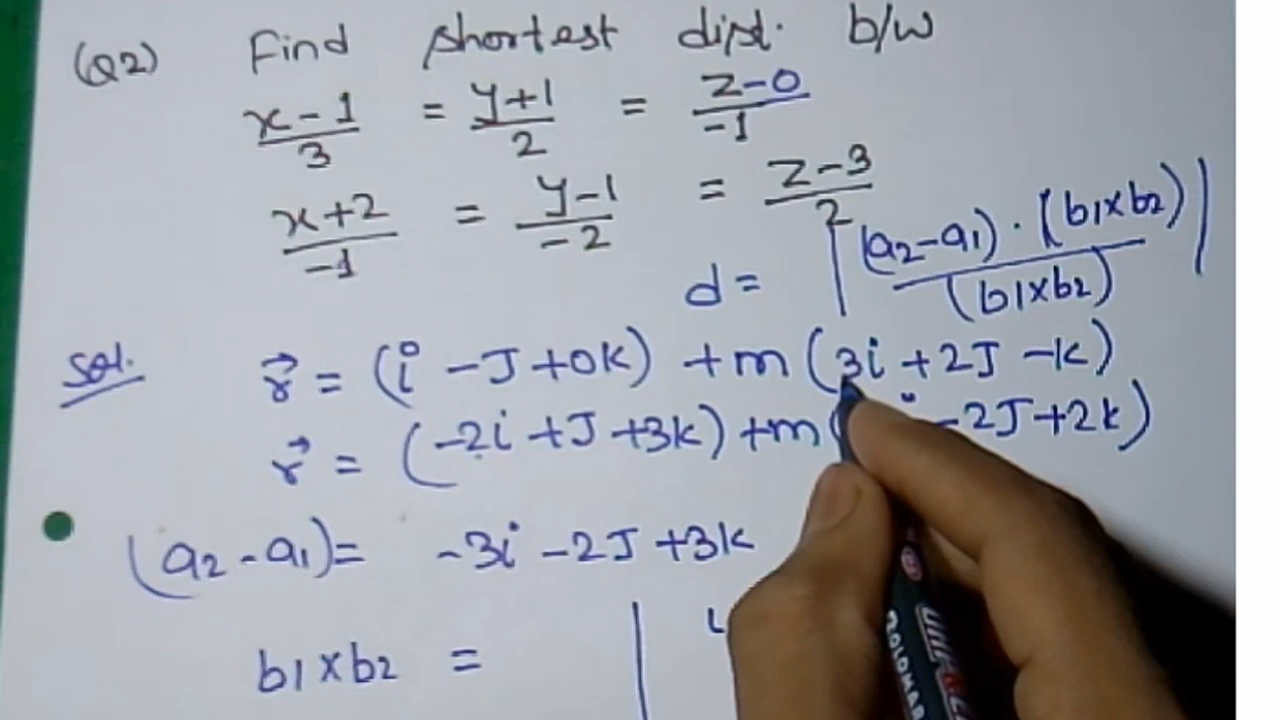 (Q2) Find shortest dist. b/w
x-1/3 = y+1/2 = z-0/-1
x+2/-1 = y-1/-2 = z-3/2
d = |(a2-a1)·(b1×b2)/(b1×b2)|
Sol. r⃗ = (i - J + 0k) + m(3i + 2J - k)
r⃗ = (-2i + J + 3k) + m( - 2J + 2k)
(a2 - a1) = -3i - 2J + 3k
b1×b2 = |